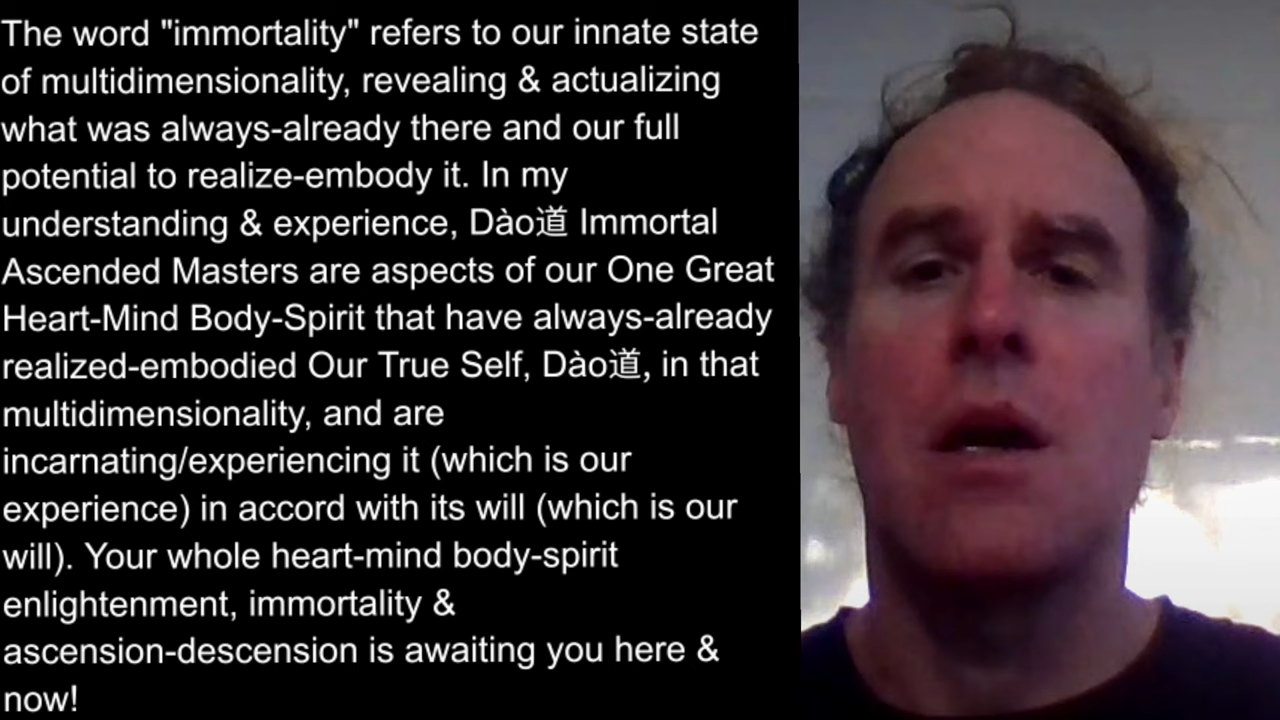 The word "immortality" refers to our innate state
of multidimensionality, revealing & actualizing
what was always-already there and our full
potential to realize-embody it. In my
understanding & experience, Dào道 Immortal
Ascended Masters are aspects of our One Great
Heart-Mind Body-Spirit that have always-already
realized-embodied Our True Self, Dào道, in that
multidimensionality, and are
incarnating/experiencing it (which is our
experience) in accord with its will (which is our
will). Your whole heart-mind body-spirit
enlightenment, immortality &
ascension-descension is awaiting you here &
now!